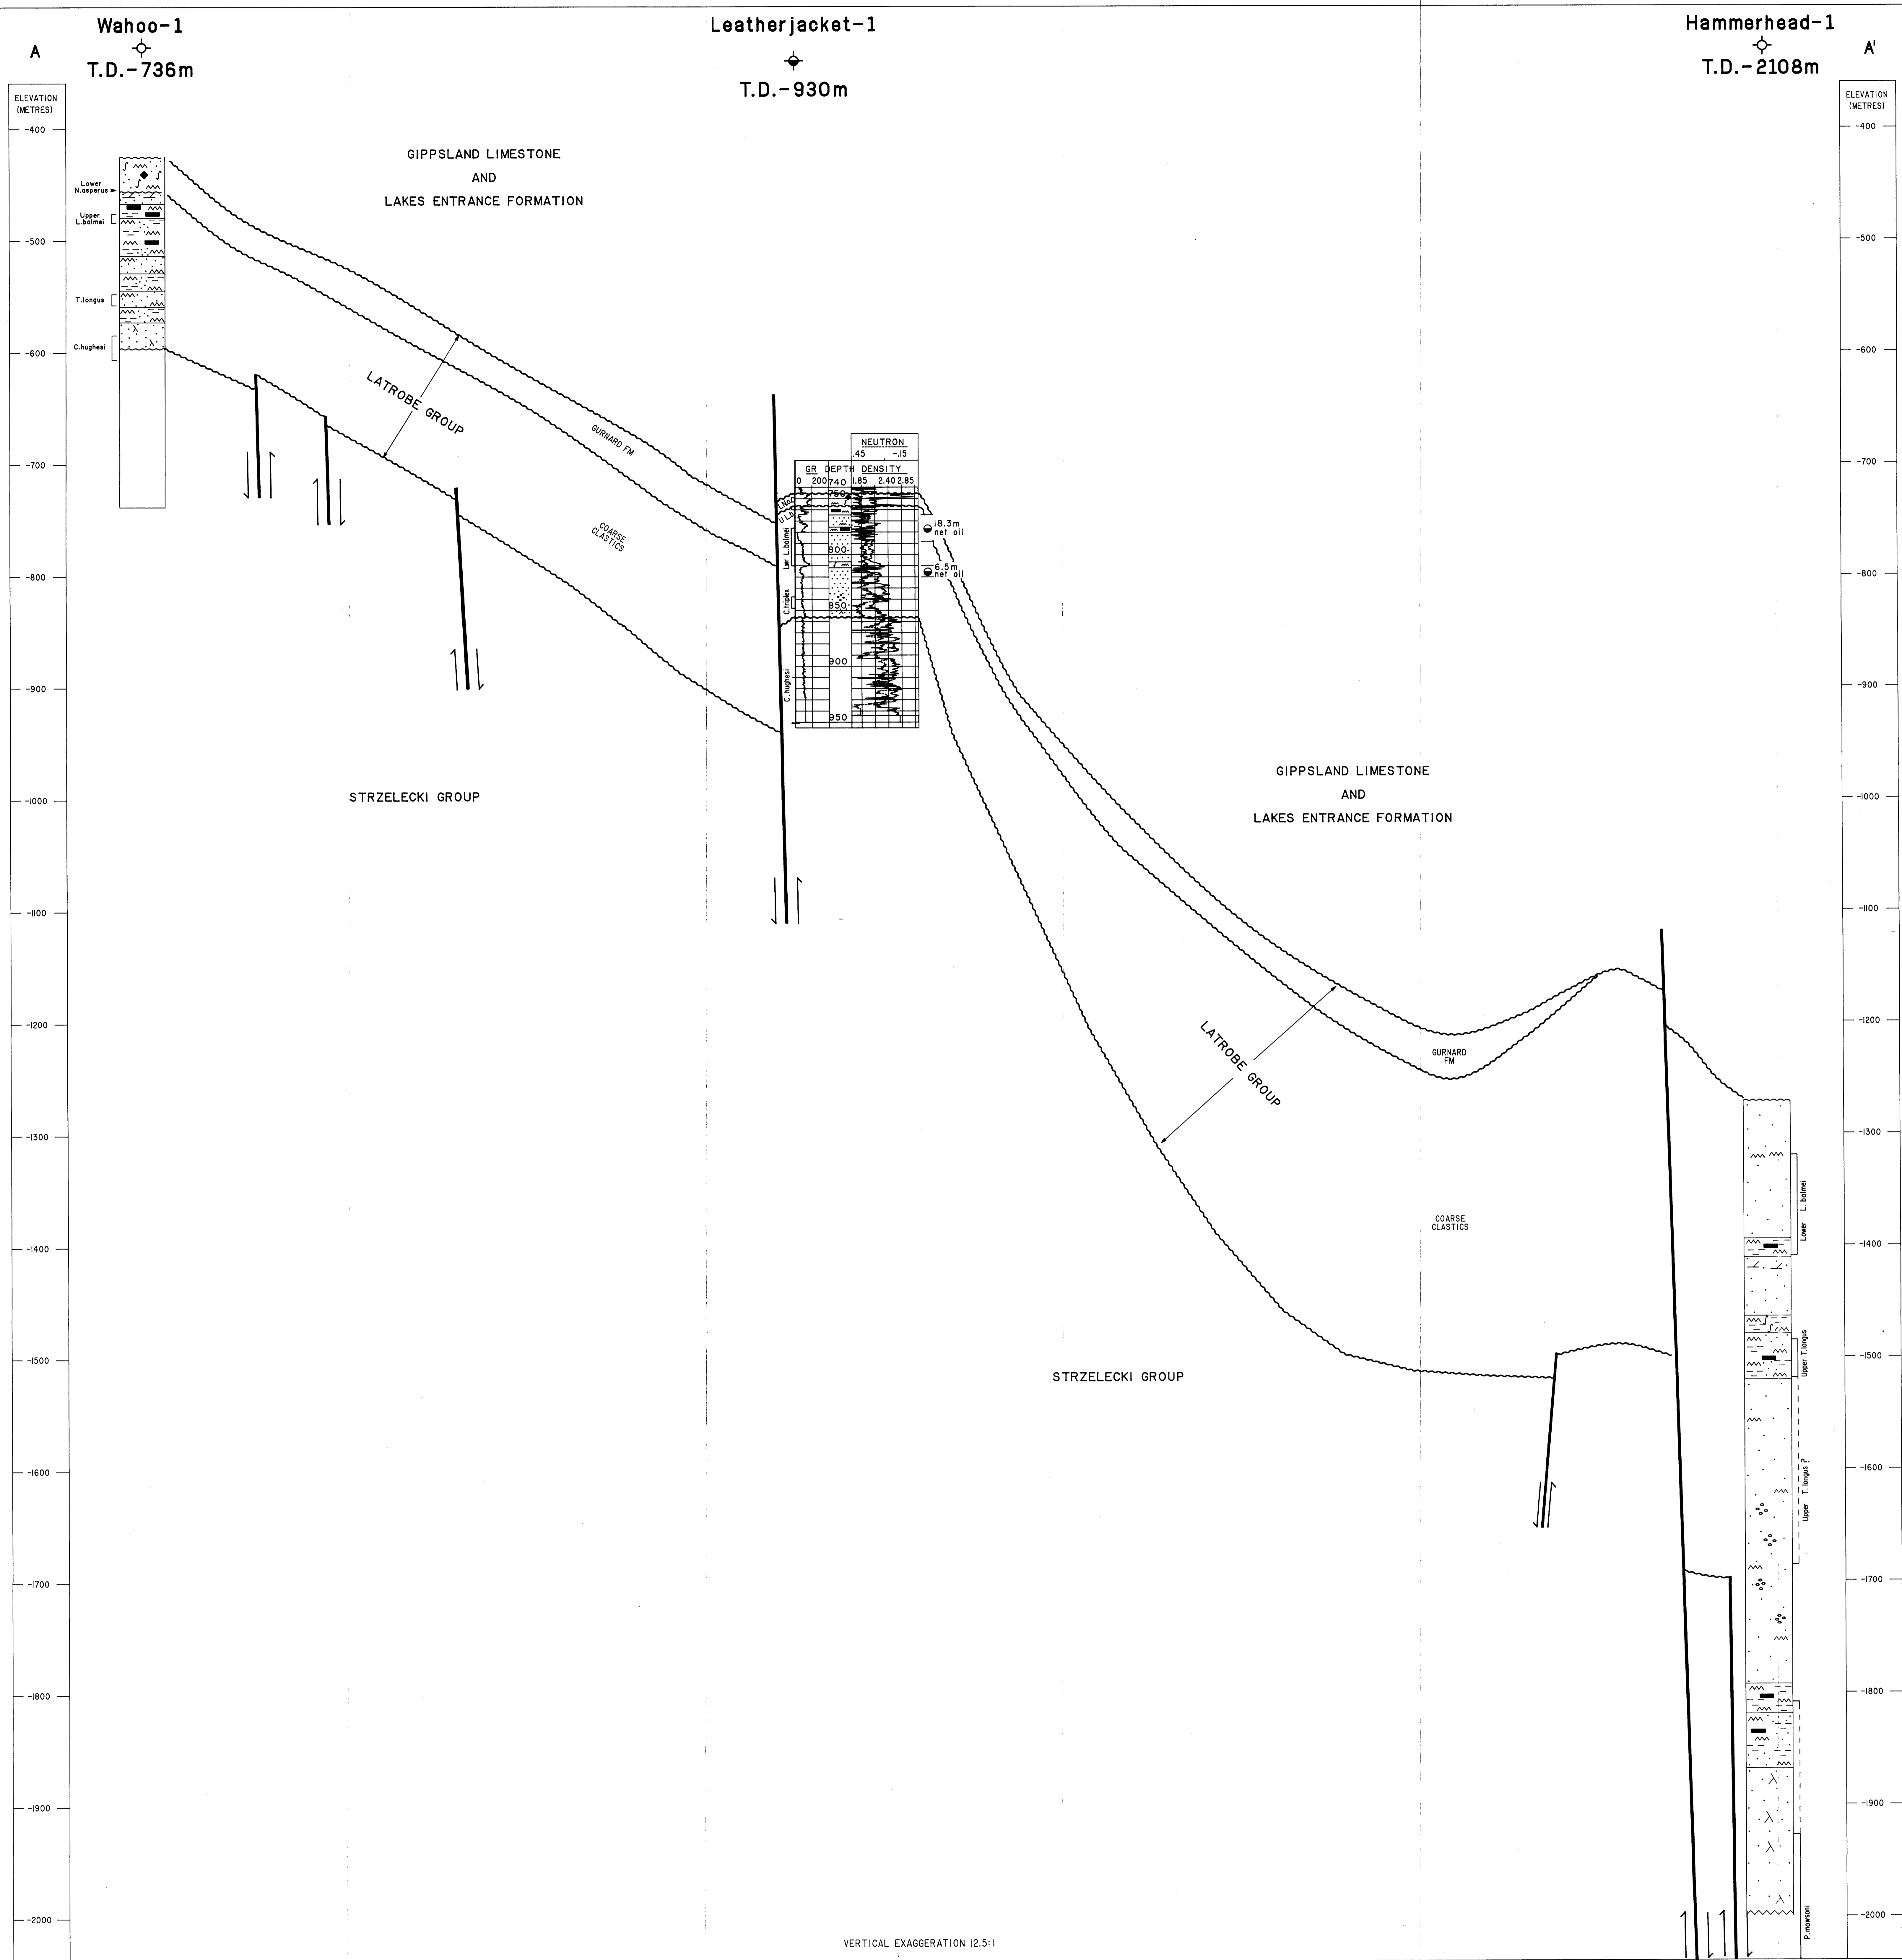 Wahoo-1
Leatherjacket-1
Hammerhead-1
A
A'
T.D.-736m
T.D.-930m
T.D.-2108m
ELEVATION
(METRES)
-400
-500
-600
-700
-800
-900
-1000
-1100
-1200
-1300
-1400
-1500
-1600
-1700
-1800
-1900
-2000
Lower
N.asperus
Upper
L.balmei
T.longus
C.hughesi
GIPPSLAND LIMESTONE
AND
LAKES ENTRANCE FORMATION
LATROBE GROUP
GURNARD FM
COARSE
CLASTICS
STRZELECKI GROUP
NEUTRON
.45 -.15
GR DEPTH DENSITY
0 200 740 1.85 2.40 2.85
750
800
850
900
950
U L.b.
Lwr L.balmei
C.triplex
C.hughesi
18.3m
net oil
6.5m
net oil
GIPPSLAND LIMESTONE
AND
LAKES ENTRANCE FORMATION
LATROBE GROUP
GURNARD
FM
COARSE
CLASTICS
STRZELECKI GROUP
Lower L. balmei
Upper T.longus
Upper T. longus ?
P.mawsoni
ELEVATION
(METRES)
-400
-500
-600
-700
-800
-900
-1000
-1100
-1200
-1300
-1400
-1500
-1600
-1700
-1800
-1900
-2000
VERTICAL EXAGGERATION 12.5:1